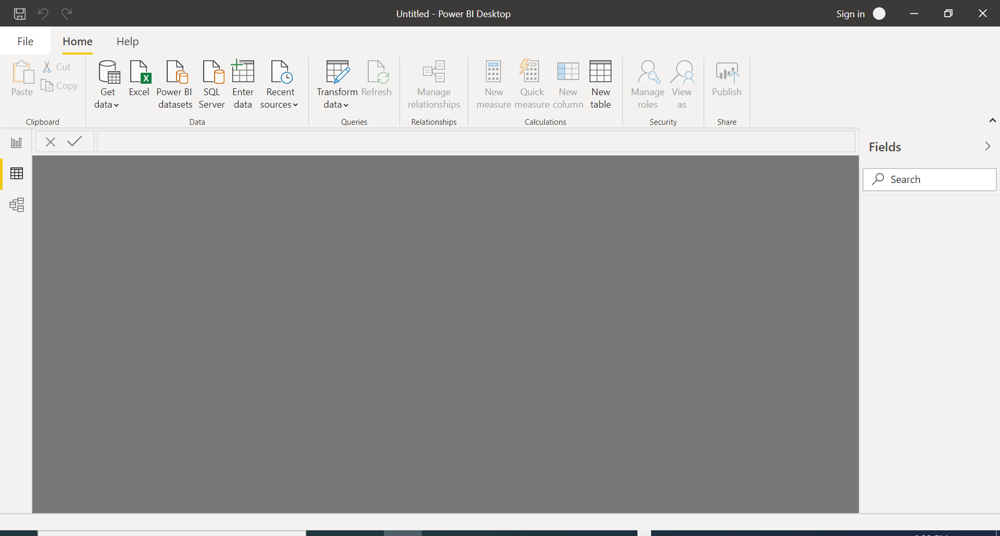 Untitled - Power BI Desktop
Sign in
File
Home
Help
Paste
Cut
Copy
Clipboard
Get
data
Excel
Power BI
datasets
SQL
Server
Enter
data
Recent
sources
Data
Transform
data
Refresh
Queries
Manage
relationships
Relationships
New
measure
Quick
measure
New
column
New
table
Calculations
Manage
roles
View
as
Security
Publish
Share
Fields
Search